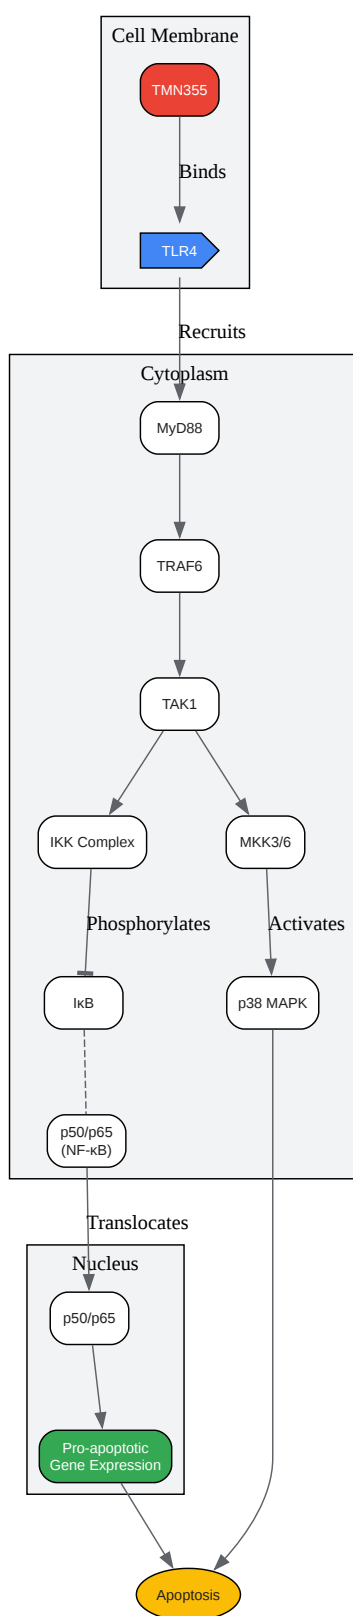 Cell Membrane
TMN355
Binds
TLR4
Recruits
Cytoplasm
MyD88
TRAF6
TAK1
IKK Complex
MKK3/6
Phosphorylates
Activates
IκB
p38 MAPK
p50/p65
(NF-κB)
Translocates
Nucleus
p50/p65
Pro-apoptotic
Gene Expression
Apoptosis